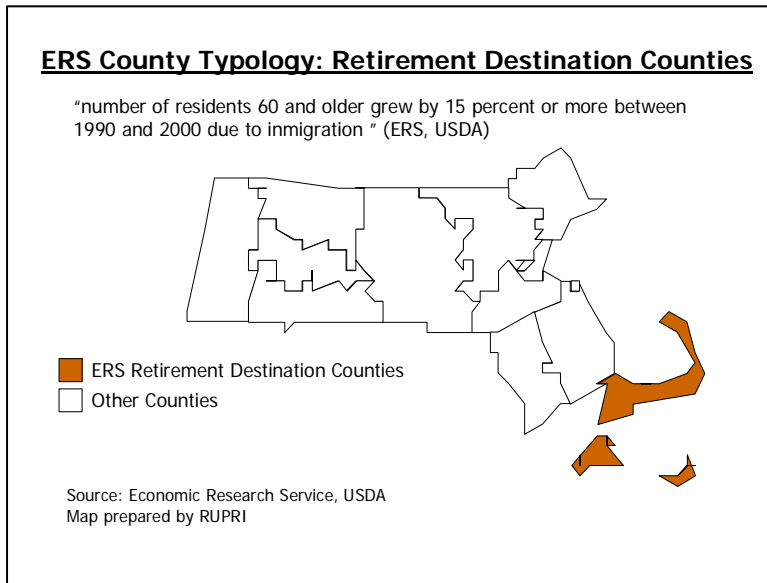 ERS County Typology: Retirement Destination Counties
"number of residents 60 and older grew by 15 percent or more between
1990 and 2000 due to inmigration " (ERS, USDA)
ERS Retirement Destination Counties
Other Counties
Source: Economic Research Service, USDA
Map prepared by RUPRI